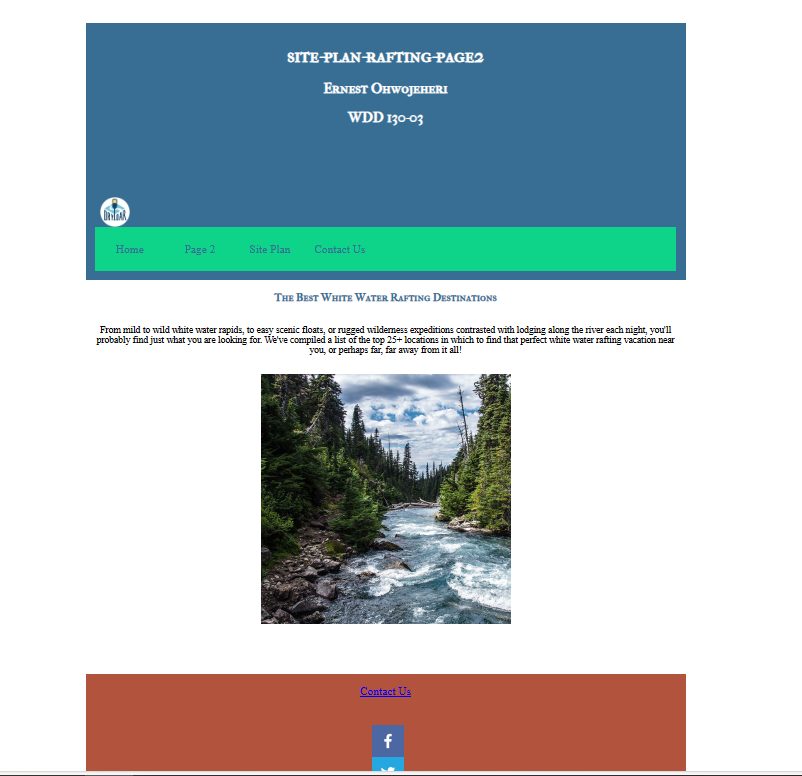 site-plan-rafting-page2
Ernest Ohwojeheri
WDD 130-03
Home Page 2 Site Plan Contact Us
The Best White Water Rafting Destinations
From mild to wild white water rapids, to easy scenic floats, or rugged wilderness expeditions contrasted with lodging along the river each night, you'll
probably find just what you are looking for. We've compiled a list of the top 25+ locations in which to find that perfect white water rafting vacation near
you, or perhaps far, far away from it all!
Contact Us